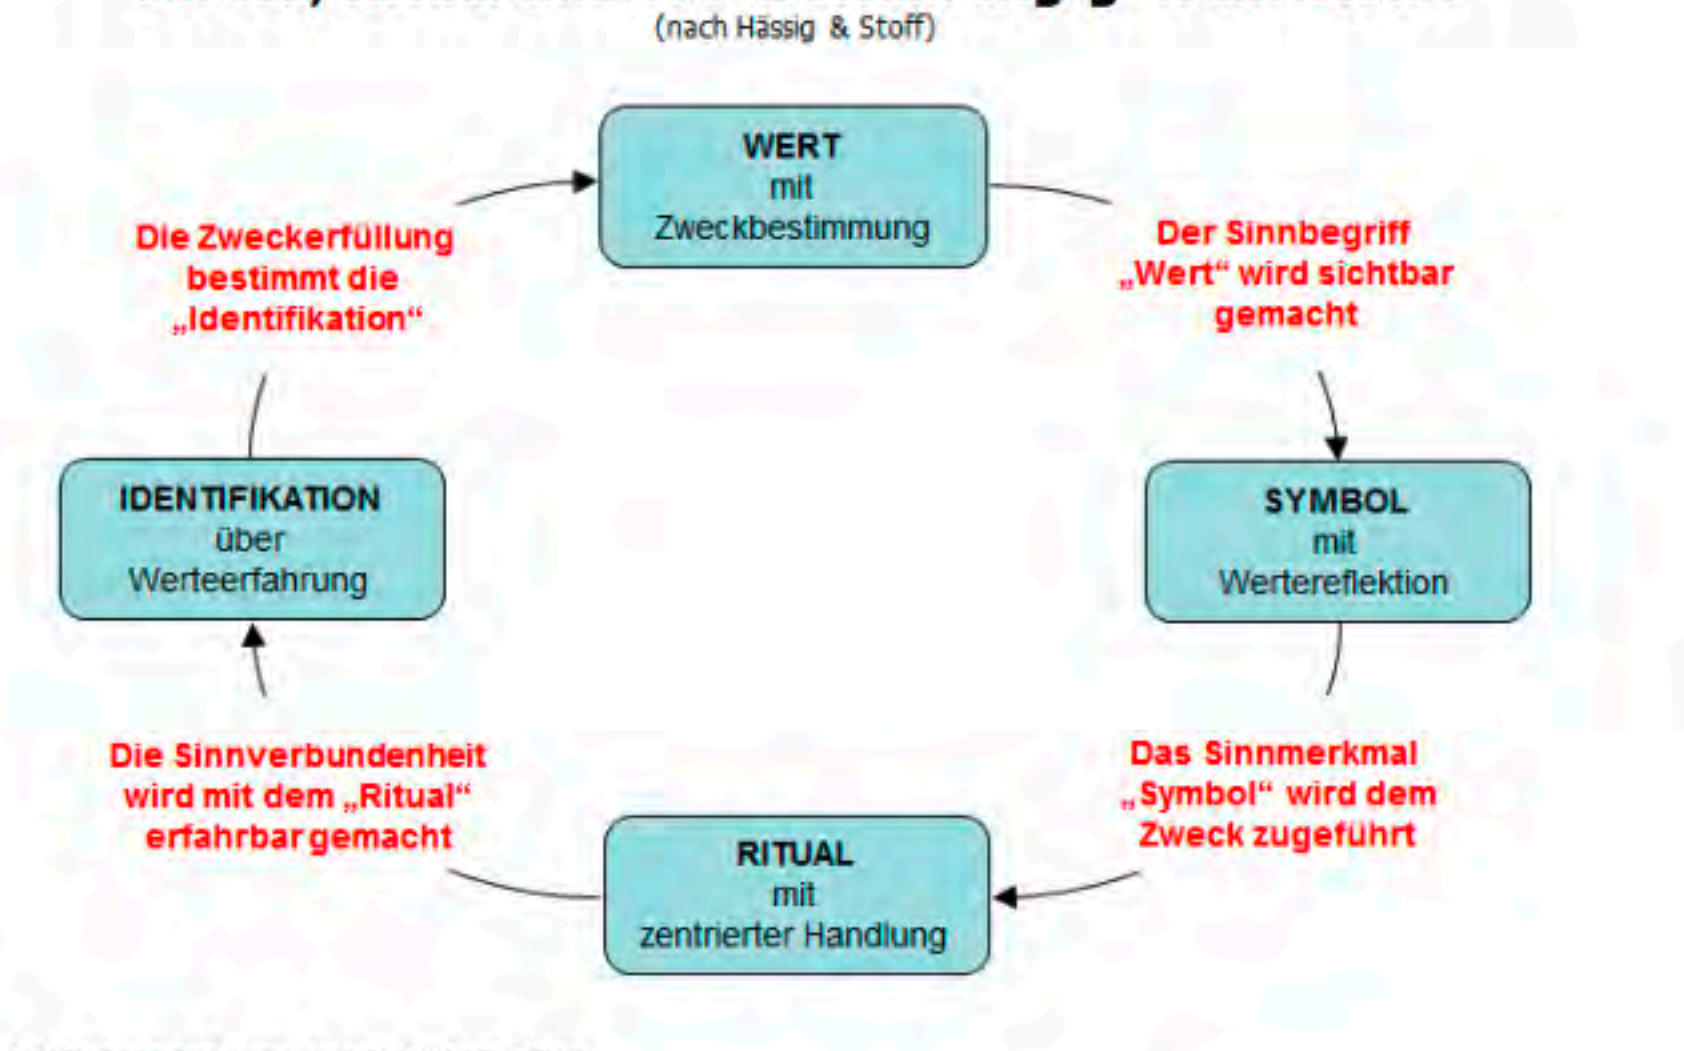 (nach Hässig & Stoff)
WERT
mit
Zweckbestimmung
Der Sinnbegriff
„Wert“ wird sichtbar
gemacht
SYMBOL
mit
Wertereflektion
Das Sinnmerkmal
„Symbol“ wird dem
Zweck zugeführt
RITUAL
mit
zentrierter Handlung
Die Sinnverbundenheit
wird mit dem „Ritual“
erfahrbar gemacht
IDENTIFIKATION
über
Werteerfahrung
Die Zweckerfüllung
bestimmt die
„Identifikation“